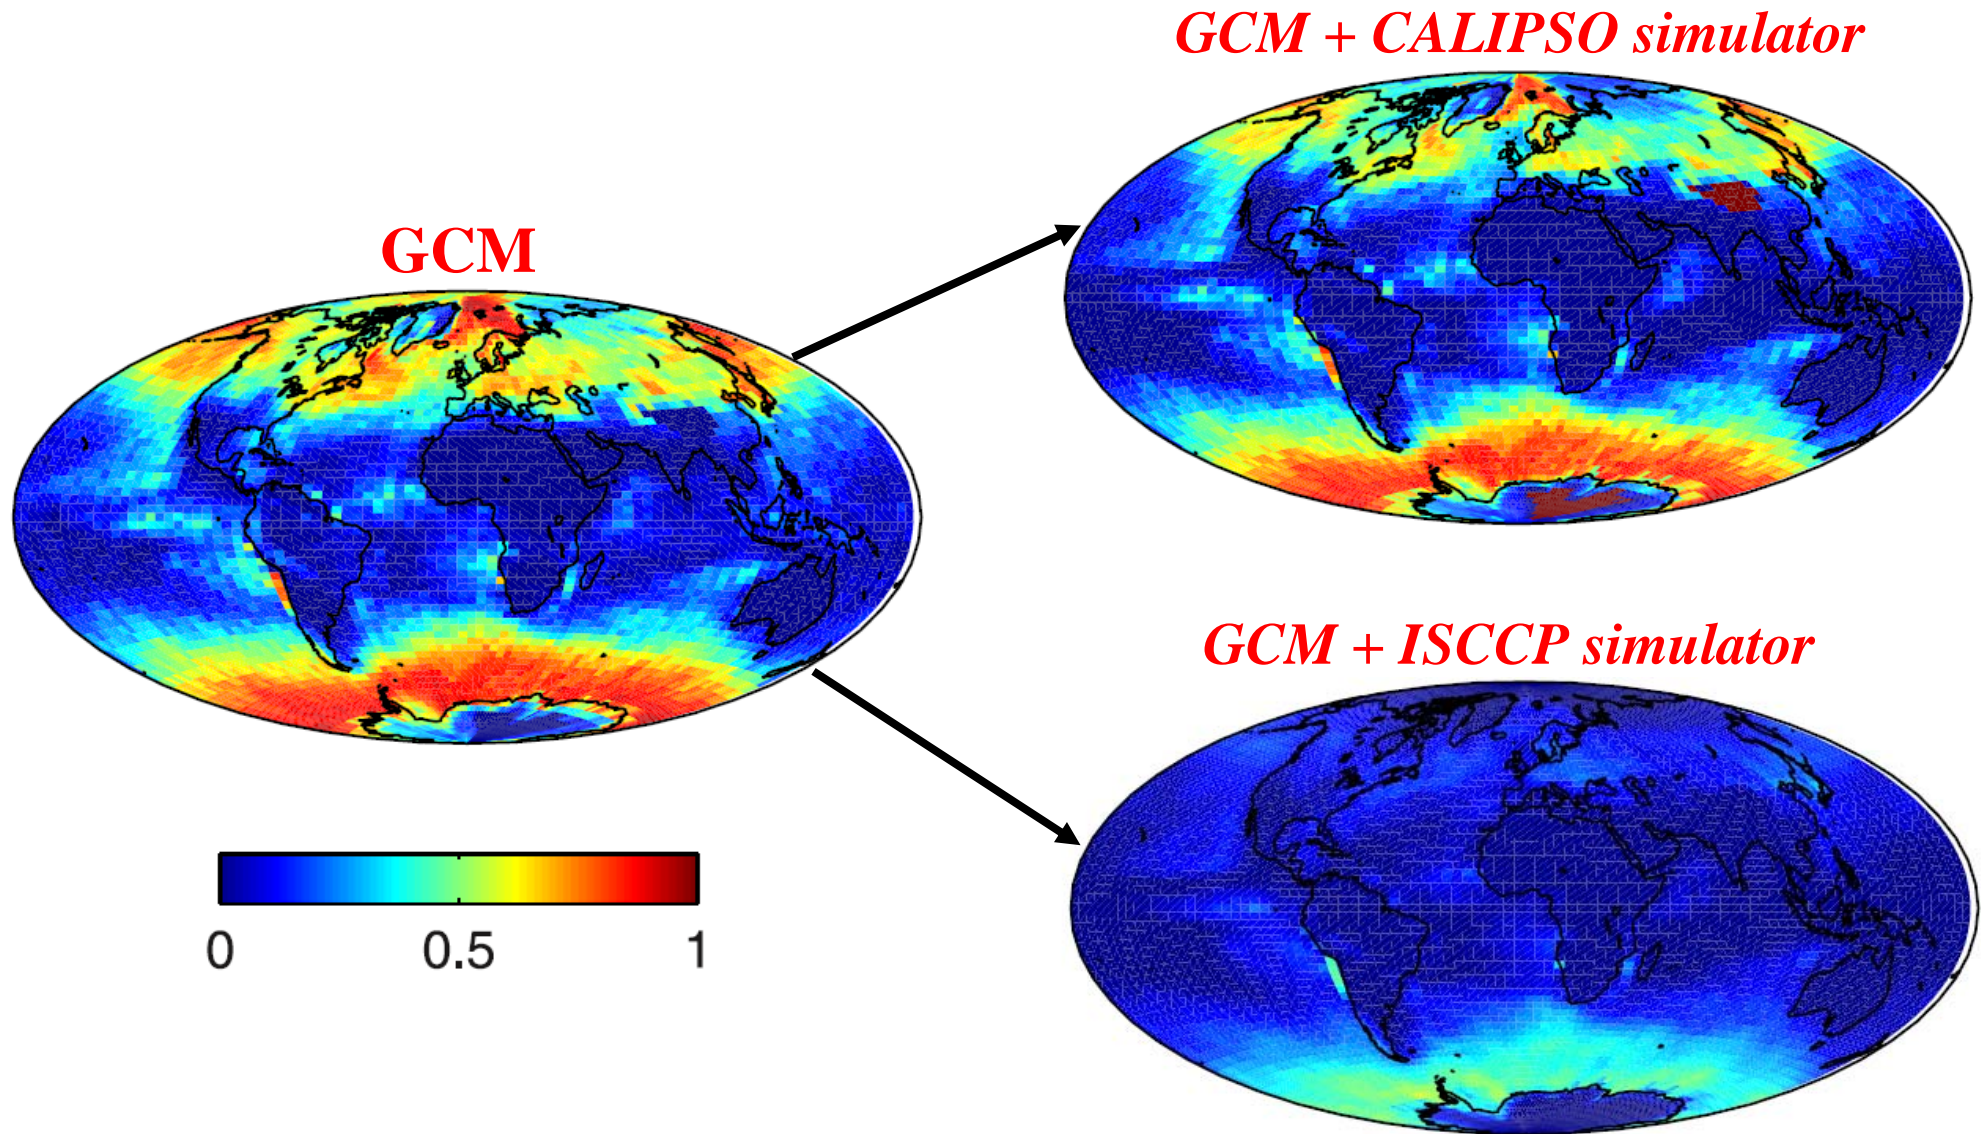 GCM + CALIPSO simulator
GCM
GCM + ISCCP simulator
0 0.5 1